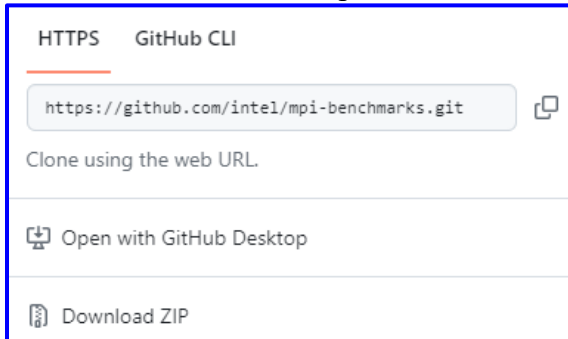 HTTPS GitHub CLI
https://github.com/intel/mpi-benchmarks.git
Clone using the web URL.
Open with GitHub Desktop
Download ZIP